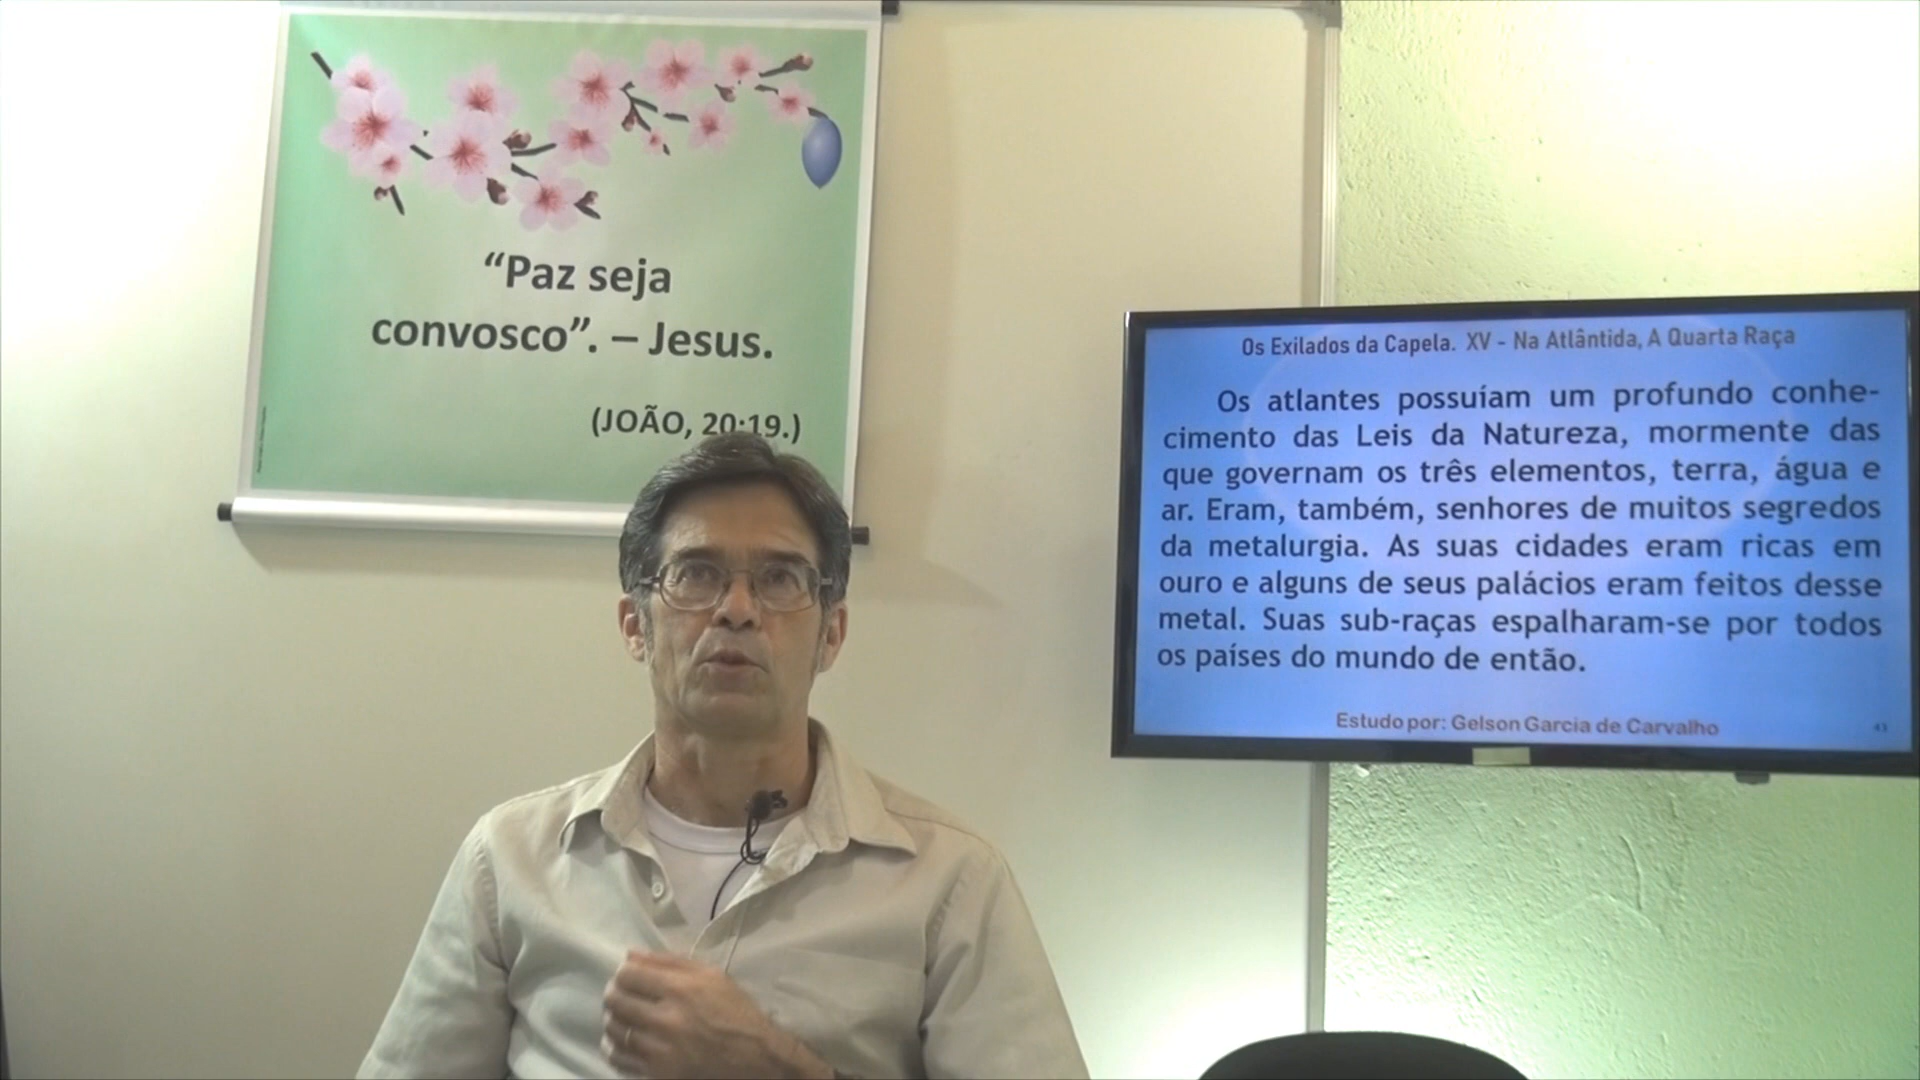 “Paz seja
convosco”. – Jesus.
(JOÃO, 20:19.)
Os Exilados da Capela. XV - Na Atlântida, A Quarta Raça
Os atlantes possuíam um profundo conhe-
cimento das Leis da Natureza, mormente das
que governam os três elementos, terra, água e
ar. Eram, também, senhores de muitos segredos
da metalurgia. As suas cidades eram ricas em
ouro e alguns de seus palácios eram feitos desse
metal. Suas sub-raças espalharam-se por todos
os países do mundo de então.
Estudo por: Gelson Garcia de Carvalho
43